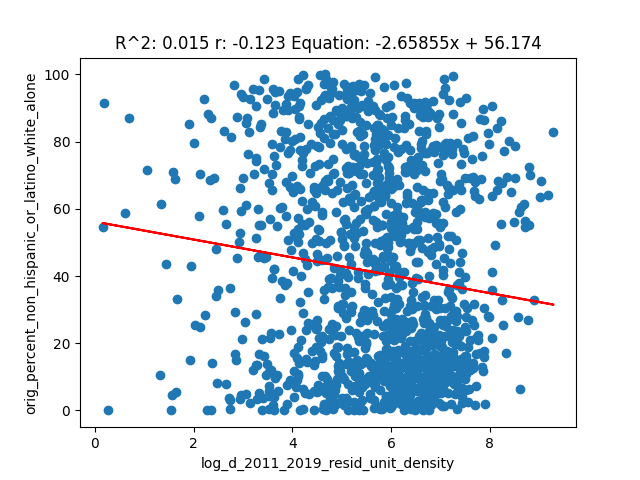 R^2: 0.015 r: -0.123 Equation: -2.65855x + 56.174
orig_percent_non_hispanic_or_latino_white_alone
100
80
60
40
20
0
0 2 4 6 8
log_d_2011_2019_resid_unit_density